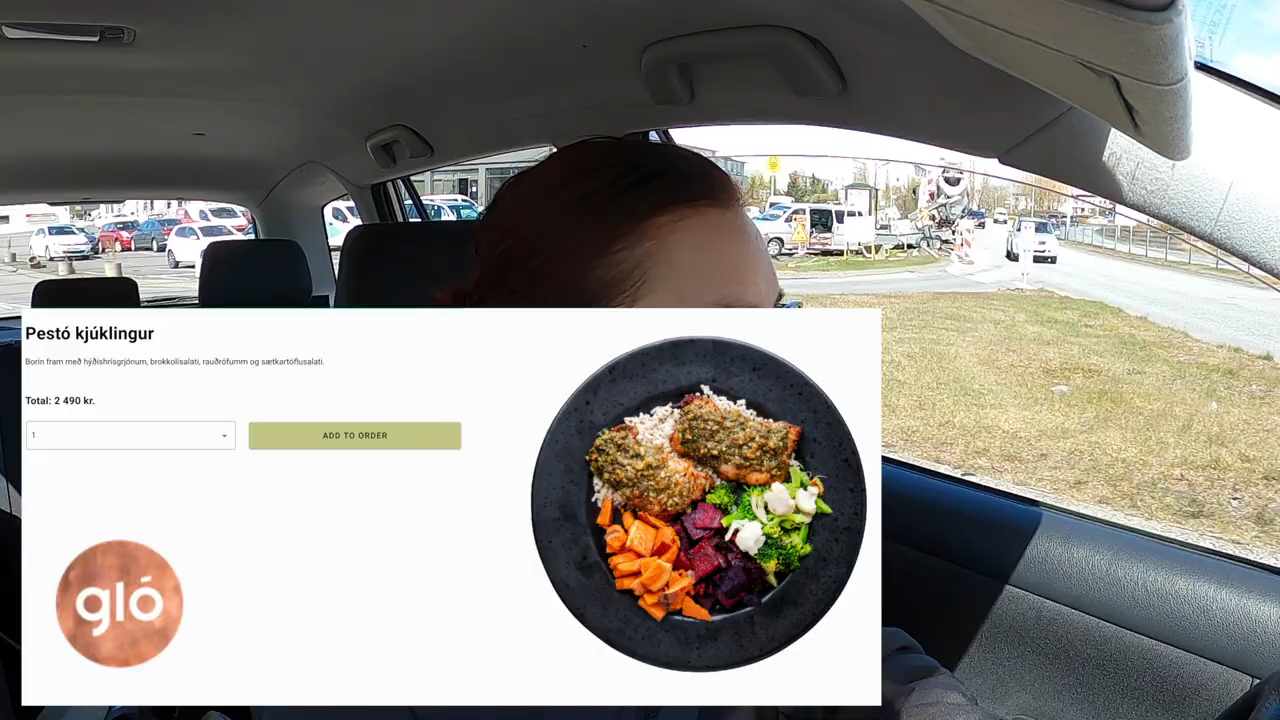 Pestó kjúklingur
Borin fram með hýðishrísgrjónum, brokkolísalati, rauðrófumm og sætkartöflusalati.
Total: 2 490 kr.
1
ADD TO ORDER
gló